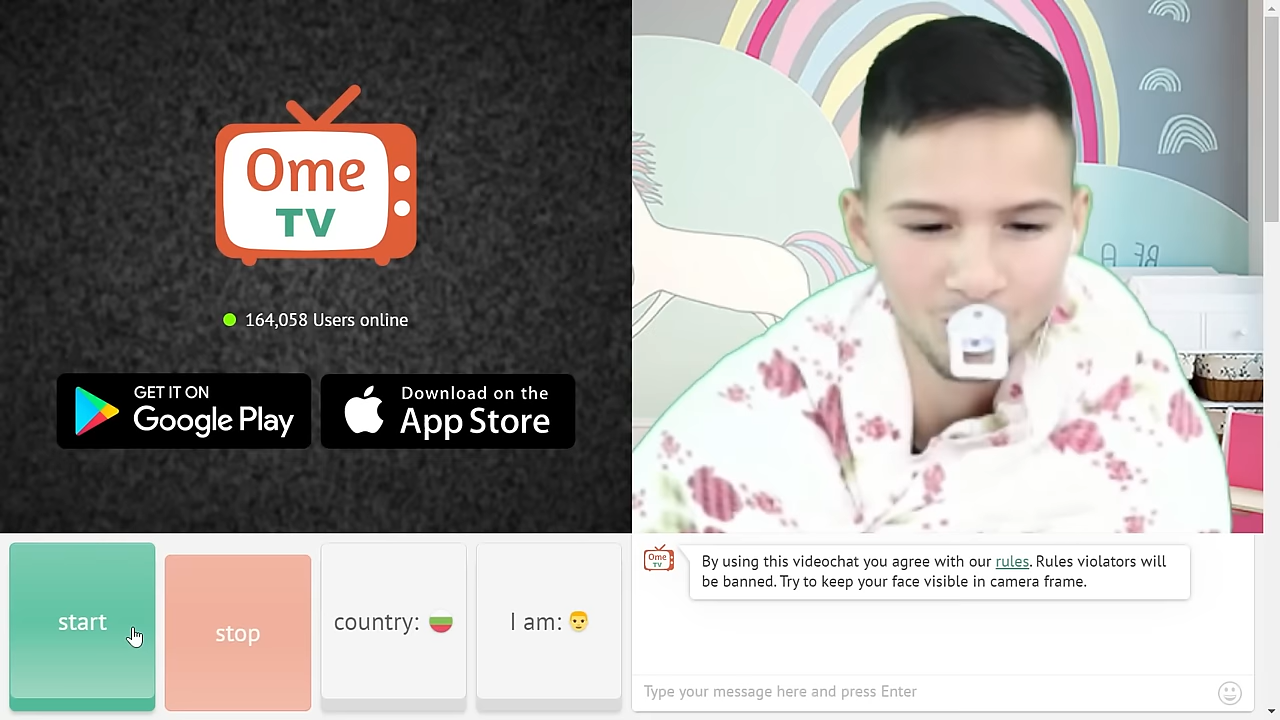 Ome
TV
164,058 Users online
GET IT ON
Google Play
Download on the
App Store
start
stop
country:
I am:
Ome
TV
By using this videochat you agree with our rules. Rules violators will
be banned. Try to keep your face visible in camera frame.
Type your message here and press Enter